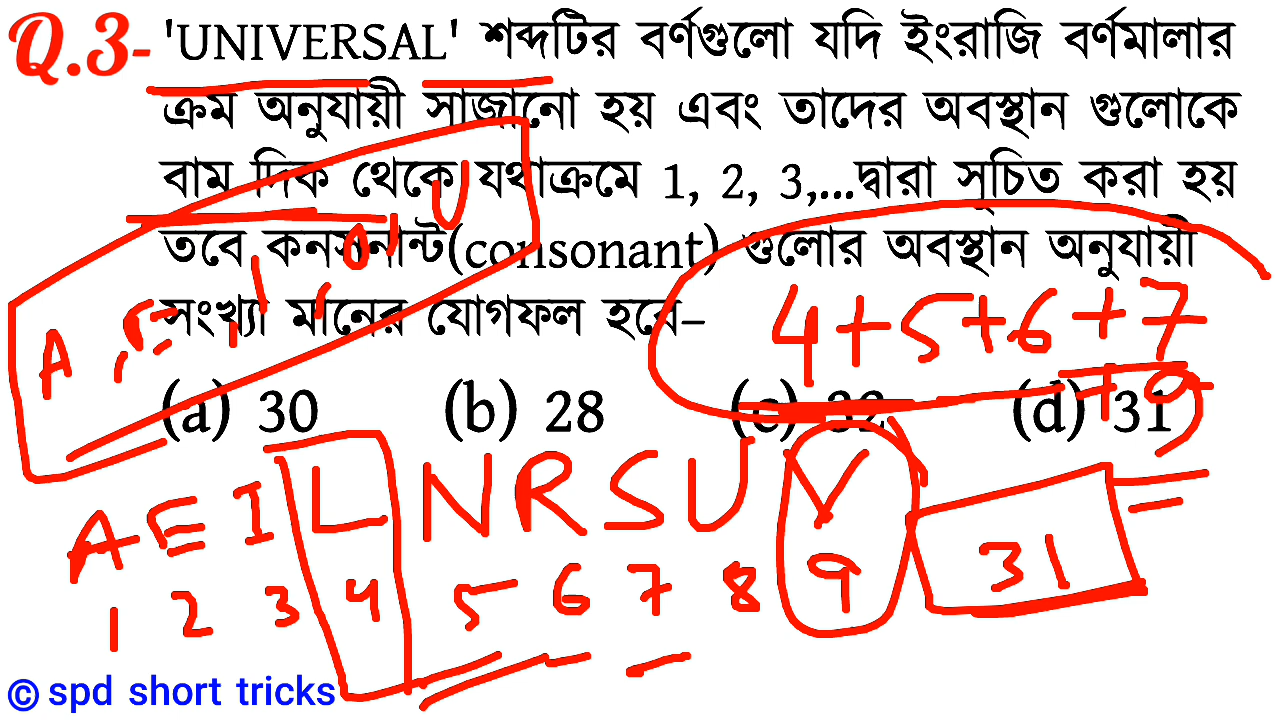 Q.3- 'UNIVERSAL' শব্দটির বর্ণগুলো যদি ইংরাজি বর্ণমালার
ক্রম অনুযায়ী সাজানো হয় এবং তাদের অবস্থান গুলোকে
বাম দিক থেকে যথাক্রমে 1, 2, 3,...দ্বারা সূচিত করা হয়
তবে কনসনান্ট(consonant) গুলোর অবস্থান অনুযায়ী
সংখ্যা মানের যোগফল হবে–
A, E, I, O, U
4+5+6+7
+9
(a) 30 (b) 28 (c) 32 (d) 31
A E I L N R S U V
1 2 3 4 5 6 7 8 9
31
© spd short tricks